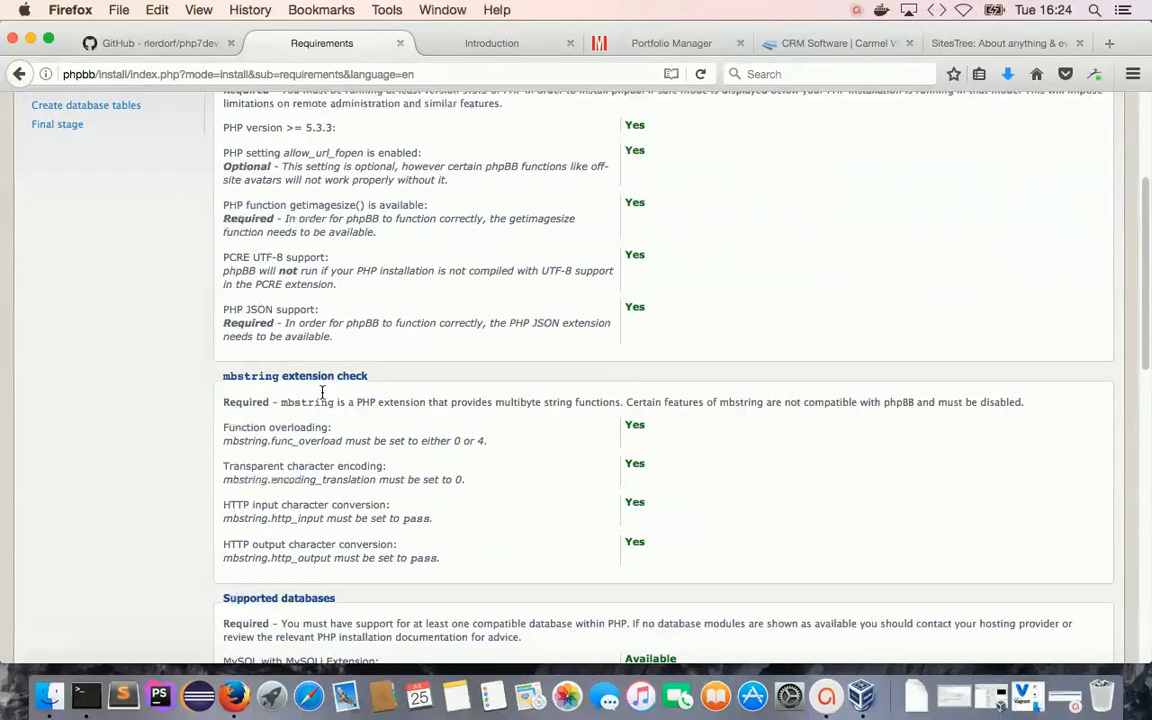 Firefox File Edit View History Bookmarks Tools Window Help Tue 16:24
GitHub - rlerdorf/php7dev Requirements Introduction Portfolio Manager CRM Software | Carmel V SitesTree: About anything & ev
phpbb/install/index.php?mode=install&sub=requirements&language=en Search
Create database tables
Final stage
limitations on remote administration and similar features.
PHP version >= 5.3.3: Yes
PHP setting allow_url_fopen is enabled: Yes
Optional - This setting is optional, however certain phpBB functions like off-
site avatars will not work properly without it.
PHP function getimagesize() is available: Yes
Required - In order for phpBB to function correctly, the getimagesize
function needs to be available.
PCRE UTF-8 support: Yes
phpBB will not run if your PHP installation is not compiled with UTF-8 support
in the PCRE extension.
PHP JSON support: Yes
Required - In order for phpBB to function correctly, the PHP JSON extension
needs to be available.
mbstring extension check
Required - mbstring is a PHP extension that provides multibyte string functions. Certain features of mbstring are not compatible with phpBB and must be disabled.
Function overloading: Yes
mbstring.func_overload must be set to either 0 or 4.
Transparent character encoding: Yes
mbstring.encoding_translation must be set to 0.
HTTP input character conversion: Yes
mbstring.http_input must be set to pass.
HTTP output character conversion: Yes
mbstring.http_output must be set to pass.
Supported databases
Required - You must have support for at least one compatible database within PHP. If no database modules are shown as available you should contact your hosting provider or
review the relevant PHP installation documentation for advice.
MySQL with MySQLi Extension: Available